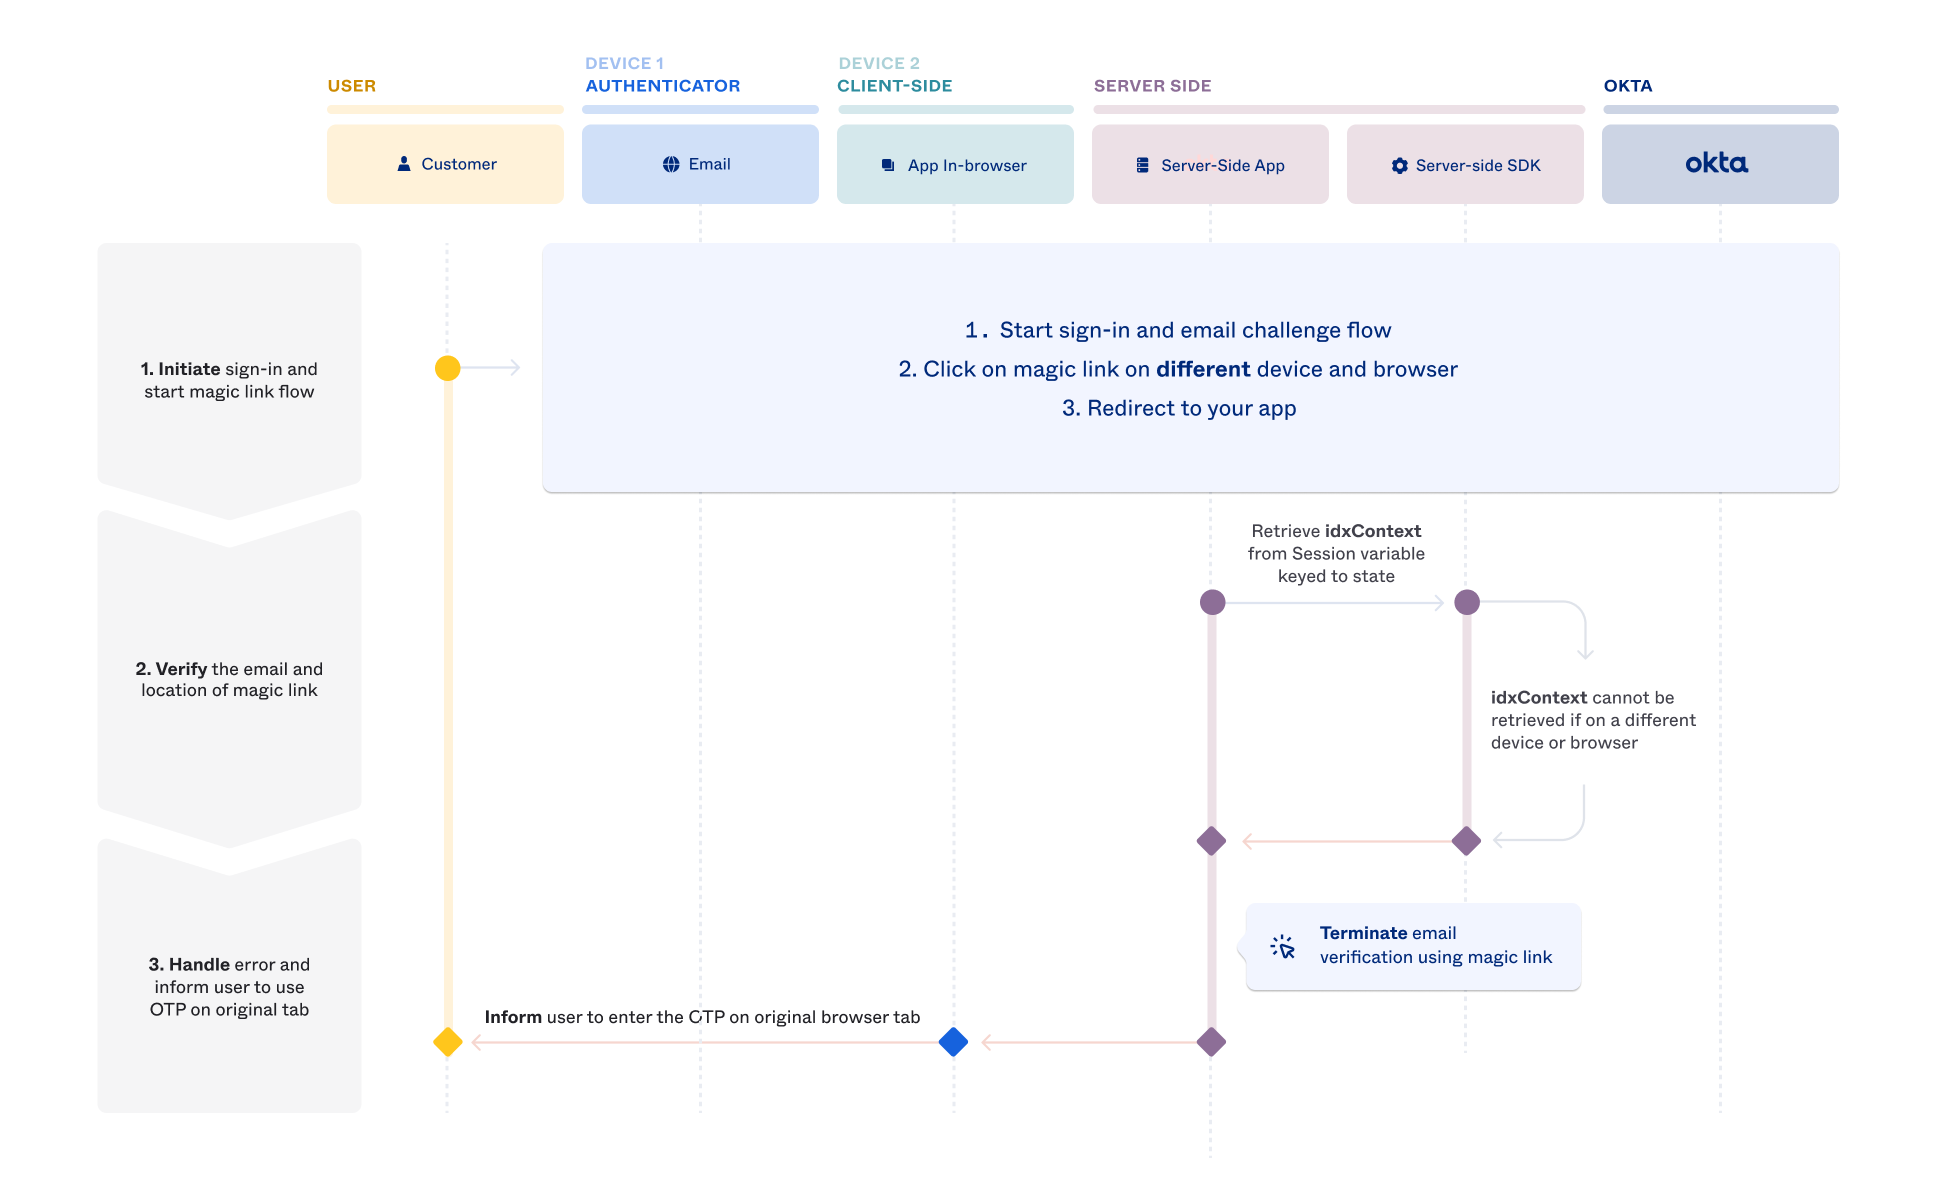 DEVICE 1
DEVICE 2
USER
AUTHENTICATOR
CLIENT-SIDE
SERVER SIDE
OKTA
Customer
Email
App In-browser
Server-Side App
Server-side SDK
okta
1. Initiate sign-in and
start magic link flow
1. Start sign-in and email challenge flow
2. Click on magic link on different device and browser
3. Redirect to your app
2. Verify the email and
location of magic link
Retrieve idxContext
from Session variable
keyed to state
idxContext cannot be
retrieved if on a different
device or browser
3. Handle error and
inform user to use
OTP on original tab
Terminate email
verification using magic link
Inform user to enter the OTP on original browser tab